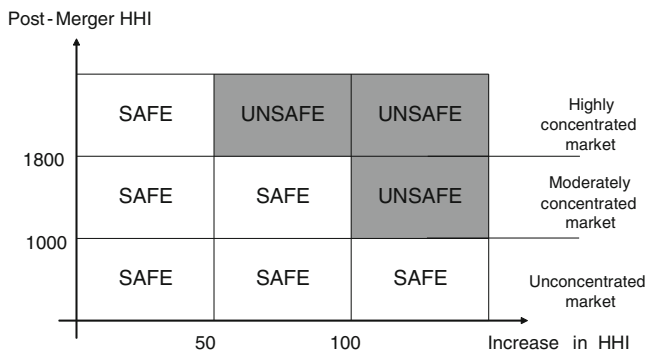 Post-Merger HHI
SAFE UNSAFE UNSAFE
Highly
concentrated
market
1800
SAFE SAFE UNSAFE
Moderately
concentrated
market
1000
SAFE SAFE SAFE
Unconcentrated
market
50 100 Increase in HHI